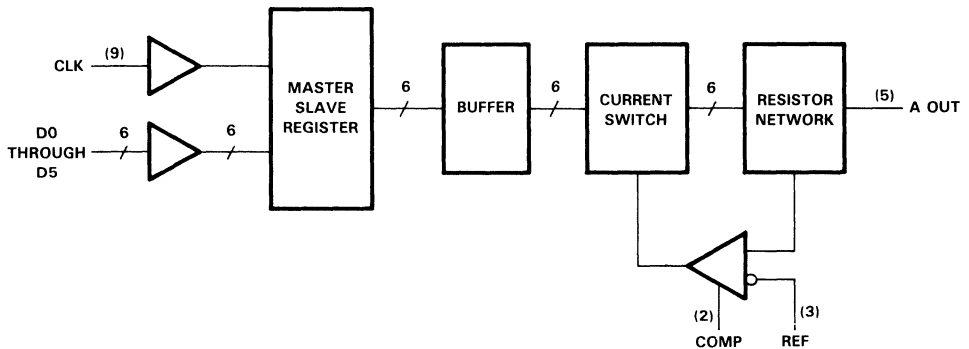 CLK
(9)
D0
THROUGH
D5
6
6
MASTER
SLAVE
REGISTER
6
BUFFER
6
CURRENT
SWITCH
6
RESISTOR
NETWORK
(5)
A OUT
(2)
COMP
(3)
REF